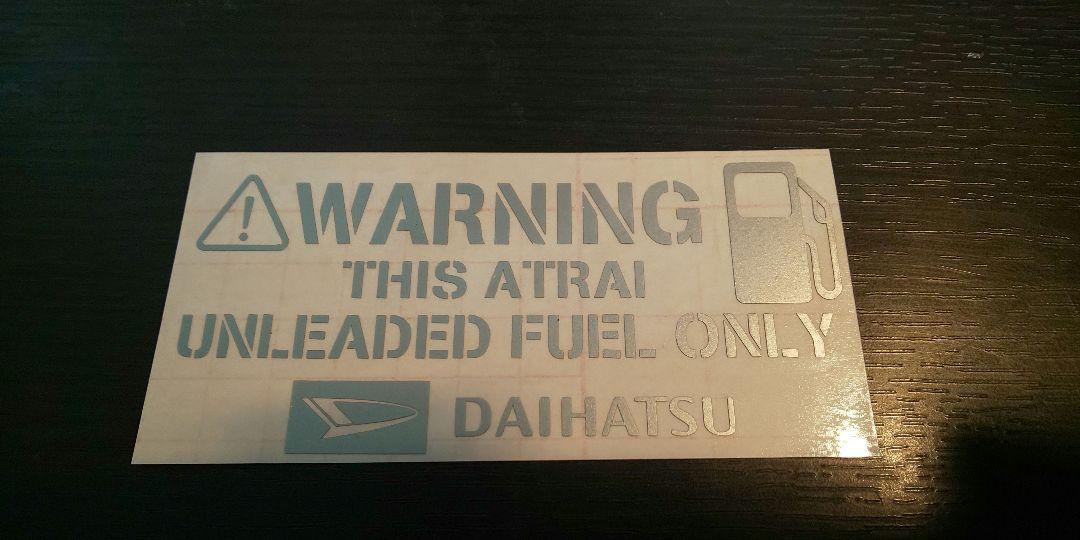 WARNING
THIS ATRAI
UNLEADED FUEL ONLY
DAIHATSU